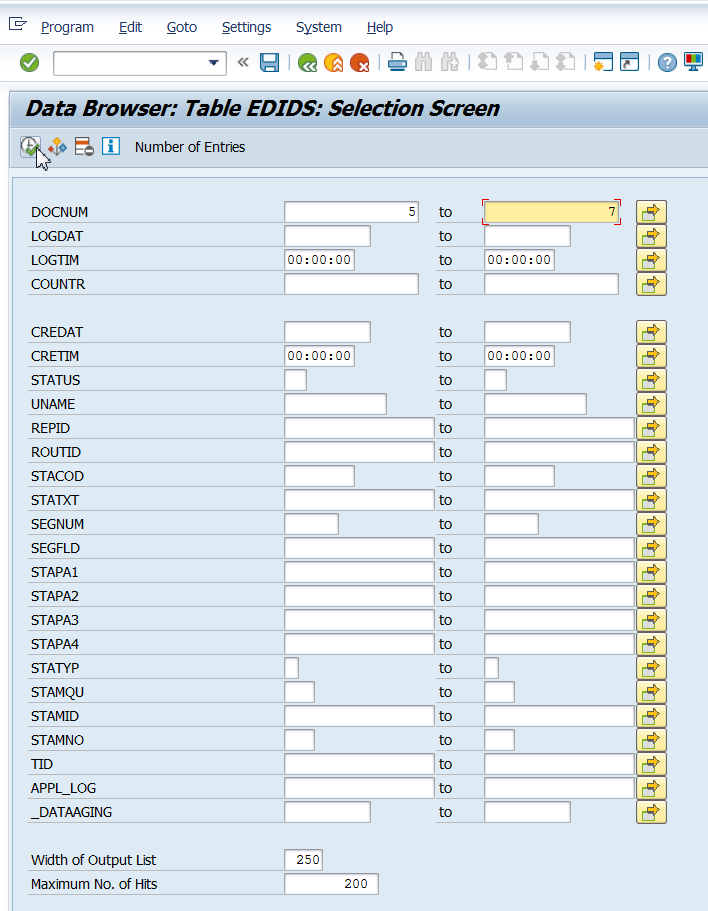 Program Edit Goto Settings System Help
Data Browser: Table EDIDS: Selection Screen
Number of Entries
DOCNUM 5 to 7
LOGDAT to
LOGTIM 00:00:00 to 00:00:00
COUNTR to
CREDAT to
CRETIM 00:00:00 to 00:00:00
STATUS to
UNAME to
REPID to
ROUTID to
STACOD to
STATXT to
SEGNUM to
SEGFLD to
STAPA1 to
STAPA2 to
STAPA3 to
STAPA4 to
STATYP to
STAMQU to
STAMID to
STAMNO to
TID to
APPL_LOG to
_DATAAGING to
Width of Output List 250
Maximum No. of Hits 200